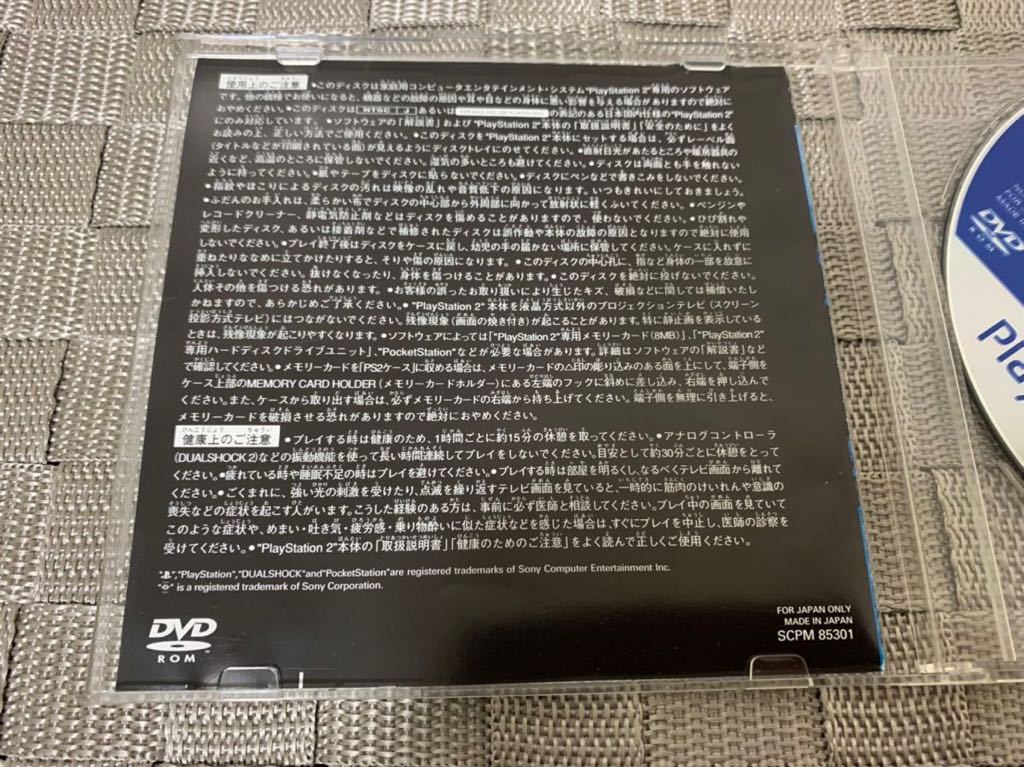 使用上のご注意 ●このディスクは家庭用コンピュータエンタテインメント・システム"PlayStation 2"専用のソフトウェア
です。他の機種でお使いになると、機器などの故障の原因や耳や目などの身体に悪い影響を与える場合がありますので絶対に
おやめください。●このディスクは あるいは の表記のある日本国内仕様の"PlayStation 2"
にのみ対応しています。●ソフトウェアの「解説書」および"PlayStation 2"本体の「取扱説明書」「安全のために」をよく
お読みの上、正しい方法でご使用ください。●このディスクを"PlayStation 2"本体にセットする場合は、必ずレーベル面
(タイトルなどが印刷されている面)が見えるようにディスクトレイにのせてください。●直射日光があたるところや暖房器具の
近くなど、高温のところに保管しないでください。湿気の多いところも避けてください。●ディスクは両面とも手を触れない
ように持ってください。●紙やテープをディスクに貼らないでください。●ディスクにペンなどで書きこみをしないでください。
●指紋やほこりによるディスクの汚れは映像の乱れや音質低下の原因になります。いつもきれいにしておきましょう。
●ふだんのお手入れは、柔らかい布でディスクの中心部から外周部に向かって放射状に軽くふいてください。●ベンジンや
レコードクリーナー、静電気防止剤などはディスクを傷めることがありますので、使わないでください。●ひび割れや
変形したディスク、あるいは接着剤などで補修されたディスクは誤作動や本体の故障の原因となりますので絶対に使用
しないでください。●プレイ終了後はディスクをケースに戻し、幼児の手の届かない場所に保管してください。ケースに入れずに
重ねたりななめに立てかけたりすると、そりや傷の原因になります。●このディスクの中心孔に、指など身体の一部を故意に
挿入しないでください。抜けなくなったり、身体を傷つけることがあります。●このディスクを絶対に投げないでください。
人体その他を傷つける恐れがあります。●お客様の誤ったお取り扱いにより生じたキズ、破損などに関しては補償いたし
かねますので、あらかじめご了承ください。●"PlayStation 2"本体を液晶方式以外のプロジェクションテレビ(スクリーン
投影方式テレビ)にはつながないでください。残像現象(画面の焼き付き)が起こることがあります。特に静止画を表示している
ときは、残像現象が起こりやすくなります。●ソフトウェアによっては「"PlayStation 2"専用メモリーカード(8MB)」、「"PlayStation 2"
専用ハードディスクドライブユニット」、"PocketStation"などが必要な場合があります。詳細はソフトウェアの「解説書」など
で確認してください。●メモリーカードを「PS2ケース」に収める場合は、メモリーカードの△印の彫り込みのある面を上にして、端子側を
ケース上部のMEMORY CARD HOLDER(メモリーカードホルダー)にある左端のフックに斜めに差し込み、右端を押し込んで
ください。また、ケースから取り出す場合は、必ずメモリーカードの右端から持ち上げてください。端子側を無理に引き上げると、
メモリーカードを破損させる恐れがありますので絶対におやめください。
健康上のご注意 ●プレイする時は健康のため、1時間ごとに約15分の休憩を取ってください。●アナログコントローラ
(DUALSHOCK 2)などの振動機能を使って長い時間連続してプレイをしないでください。目安として約30分ごとに休憩をとって
ください。●疲れている時や睡眠不足の時はプレイを避けてください。●プレイする時は部屋を明るくし、なるべくテレビ画面から離れて
ください。●ごくまれに、強い光の刺激を受けたり、点滅を繰り返すテレビ画面を見ていると、一時的に筋肉のけいれんや意識の
喪失などの症状を起こす人がいます。こうした経験のある方は、事前に必ず医師と相談してください。プレイ中の画面を見ていて
このような症状や、めまい・吐き気・疲労感・乗り物酔いに似た症状などを感じた場合は、すぐにプレイを中止し、医師の診察を
受けてください。●"PlayStation 2"本体の「取扱説明書」「健康のためのご注意」をよく読んで正しくご使用ください。
"","PlayStation","DUALSHOCK"and"PocketStation"are registered trademarks of Sony Computer Entertainment Inc.
"" is a registered trademark of Sony Corporation.
FOR JAPAN ONLY
MADE IN JAPAN
SCPM 85301
DVD
ROM
DVD
ROM
Play